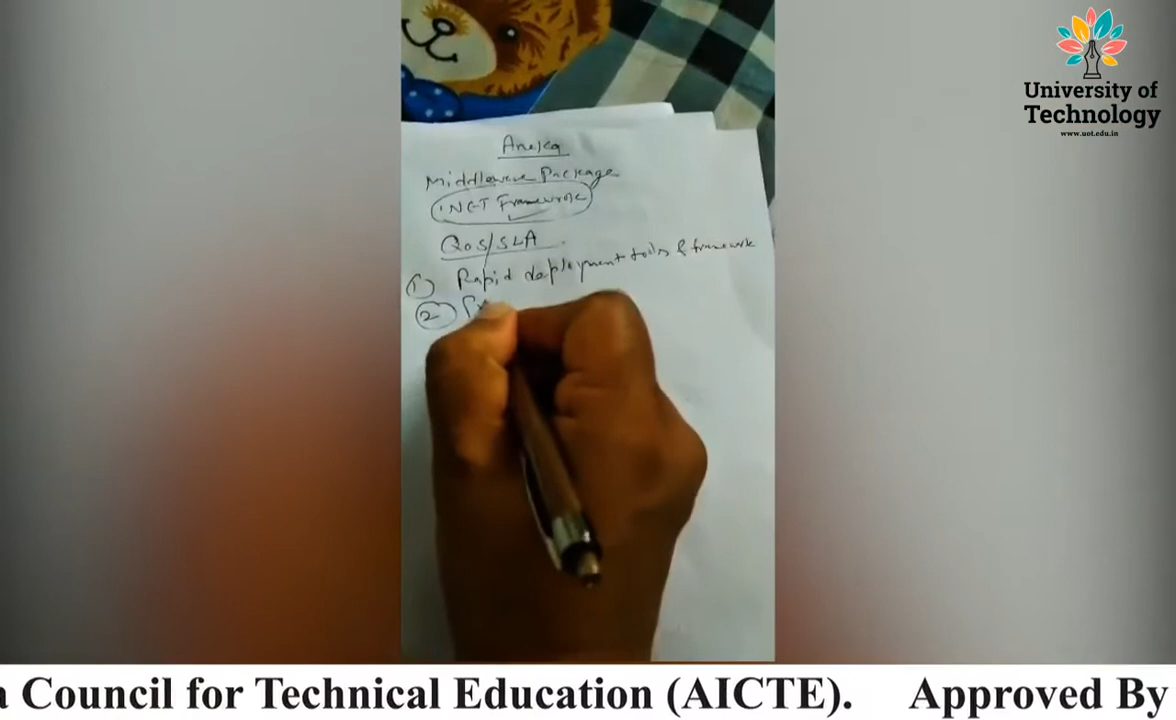 University of
Technology
www.uot.edu.in
Aneka
Middleware Package
.NET Framework
QoS/SLA
1) Rapid deployment tools & framework
2)
a Council for Technical Education (AICTE). Approved By